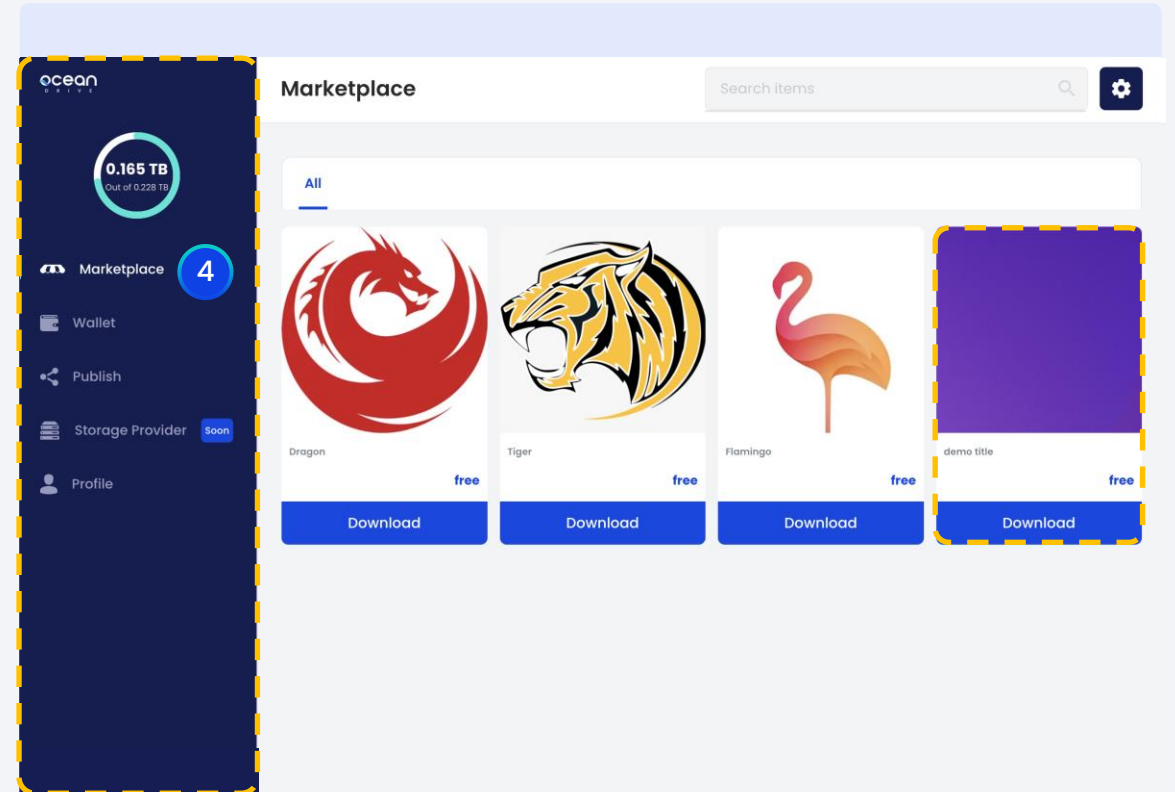 ocean
DRIVE
0.165 TB
Out of 0.228 TB
Marketplace
4
Wallet
Publish
Storage Provider Soon
Profile
Marketplace
Search items
All
Dragon
free
Download
Tiger
free
Download
Flamingo
free
Download
demo title
free
Download